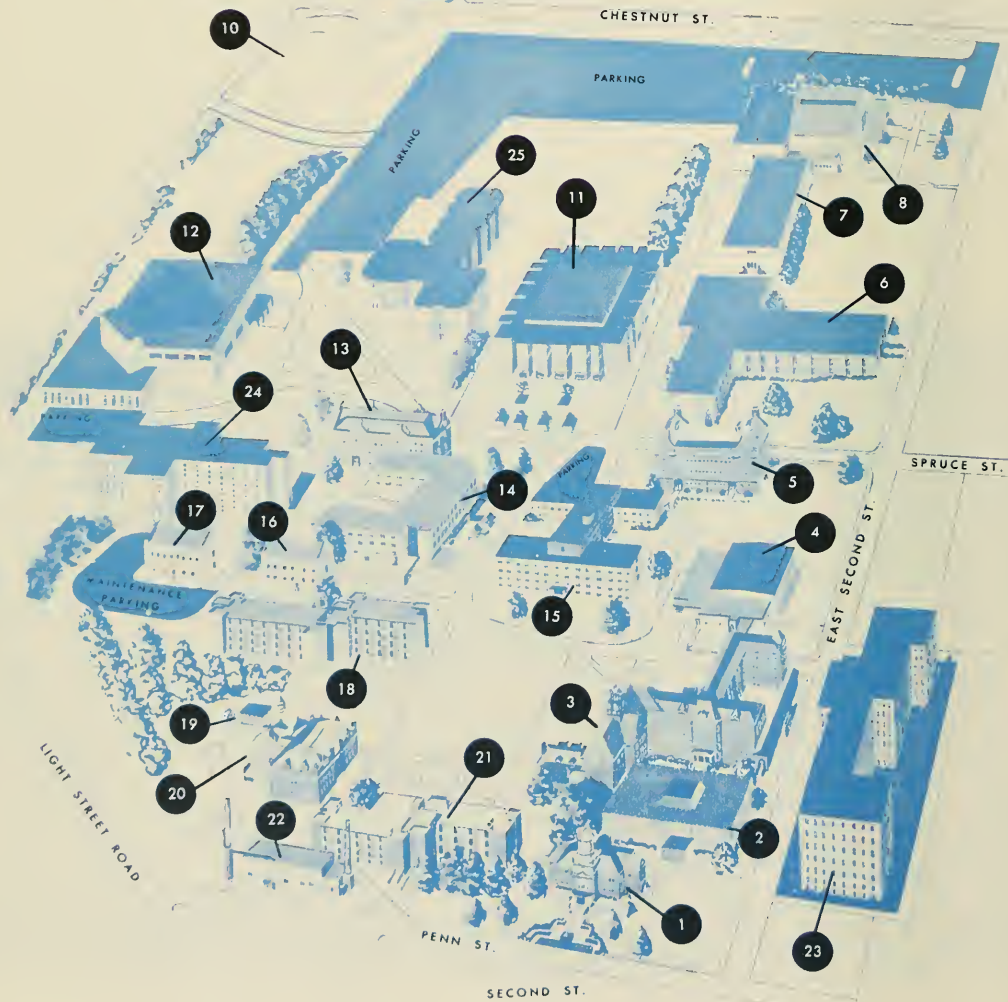 CHESTNUT ST.
10
PARKING
PARKING
25
8
11
7
12
6
13
24
PARKING
PARKING
SPRUCE ST.
5
14
17
16
EAST SECOND ST.
4
MAINTENANCE
PARKING
15
18
3
19
LIGHT STREET ROAD
21
20
22
2
1
PENN ST.
23
SECOND ST.